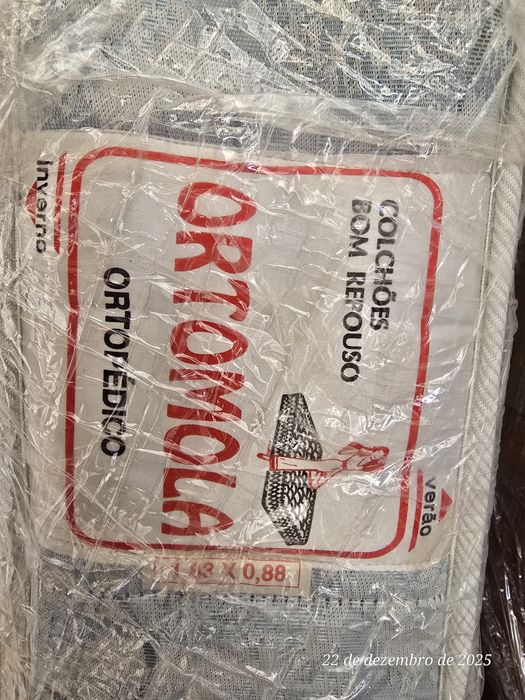 verão
COLCHÕES
BOM REPOUSO
ORTOMOLA
ORTOPÉDICO
inverno
X 0,88
22 de dezembro de 2025